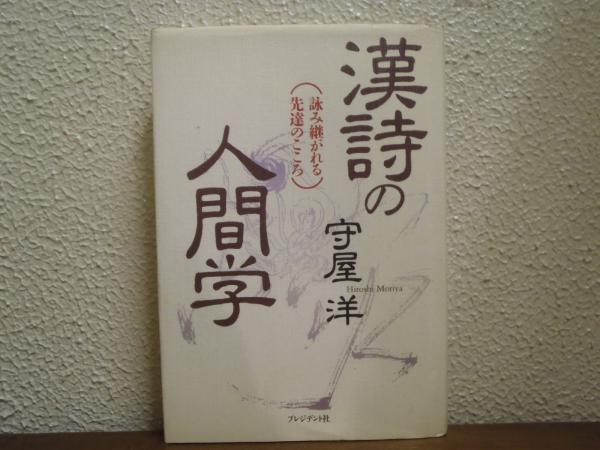 漢詩の
(詠み継がれる
先達のこころ)
人間学
守屋 洋
Hiroshi Moriya
プレジデント社